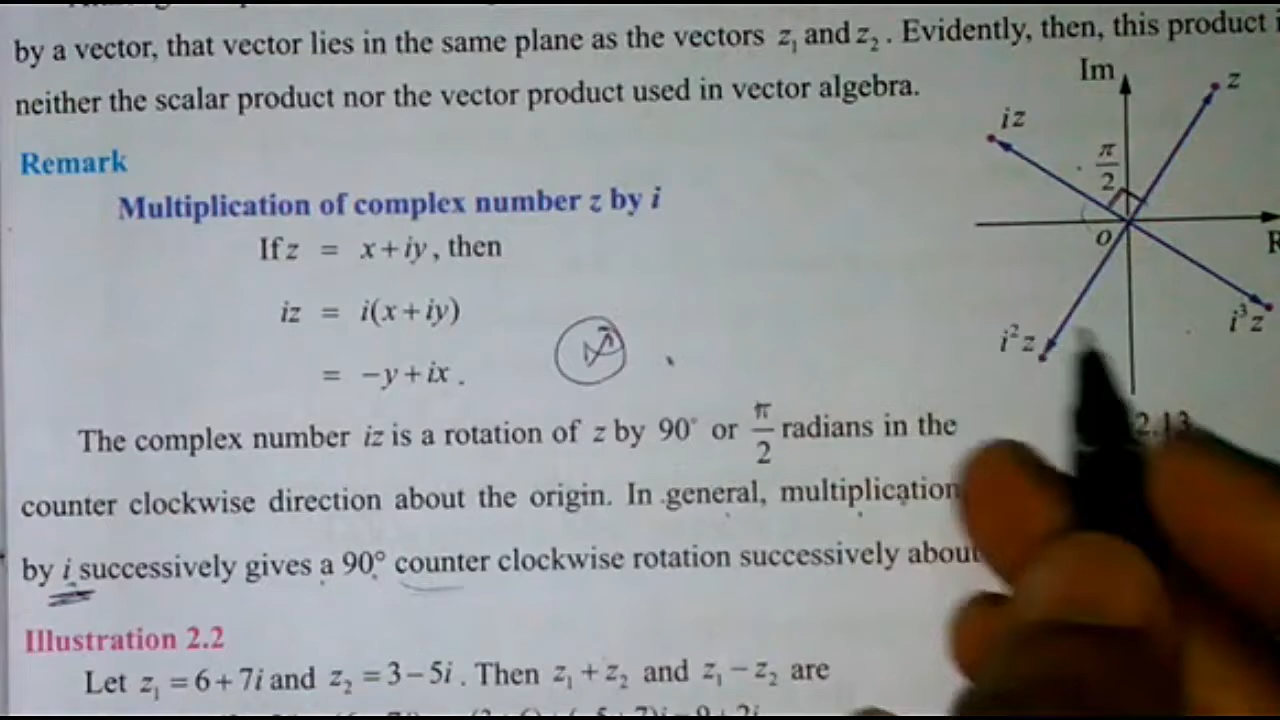 by a vector, that vector lies in the same plane as the vectors z₁ and z₂. Evidently, then, this product
neither the scalar product nor the vector product used in vector algebra.
Im
z
iz
π/2
O
R
i²z
i³z
2.13
Remark
Multiplication of complex number z by i
If z = x+iy, then
iz = i(x+iy)
= -y+ix.
The complex number iz is a rotation of z by 90° or π/2 radians in the
counter clockwise direction about the origin. In general, multiplication
by i successively gives a 90° counter clockwise rotation successively about
Illustration 2.2
Let z₁ = 6+7i and z₂ = 3-5i. Then z₁+z₂ and z₁-z₂ are